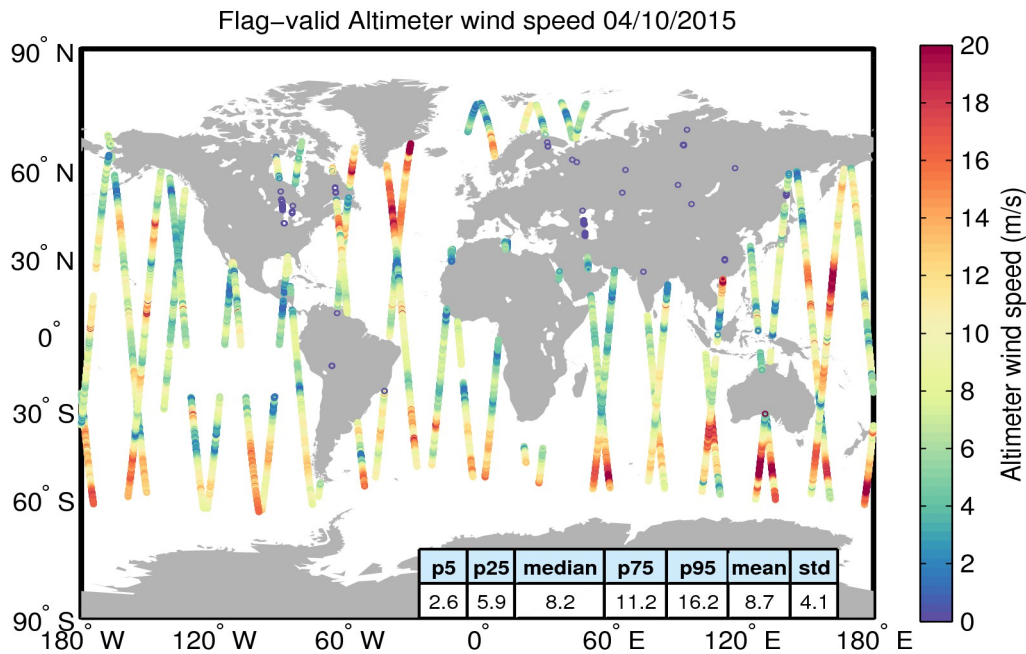 Flag−valid Altimeter wind speed 04/10/2015
90° N
60° N
30° N
0°
30° S
60° S
90° S
180° W
120° W
60° W
0°
60° E
120° E
180° E
p5 p25 median p75 p95 mean std
2.6 5.9 8.2 11.2 16.2 8.7 4.1
20
18
16
14
12
10
8
6
4
2
0
Altimeter wind speed (m/s)